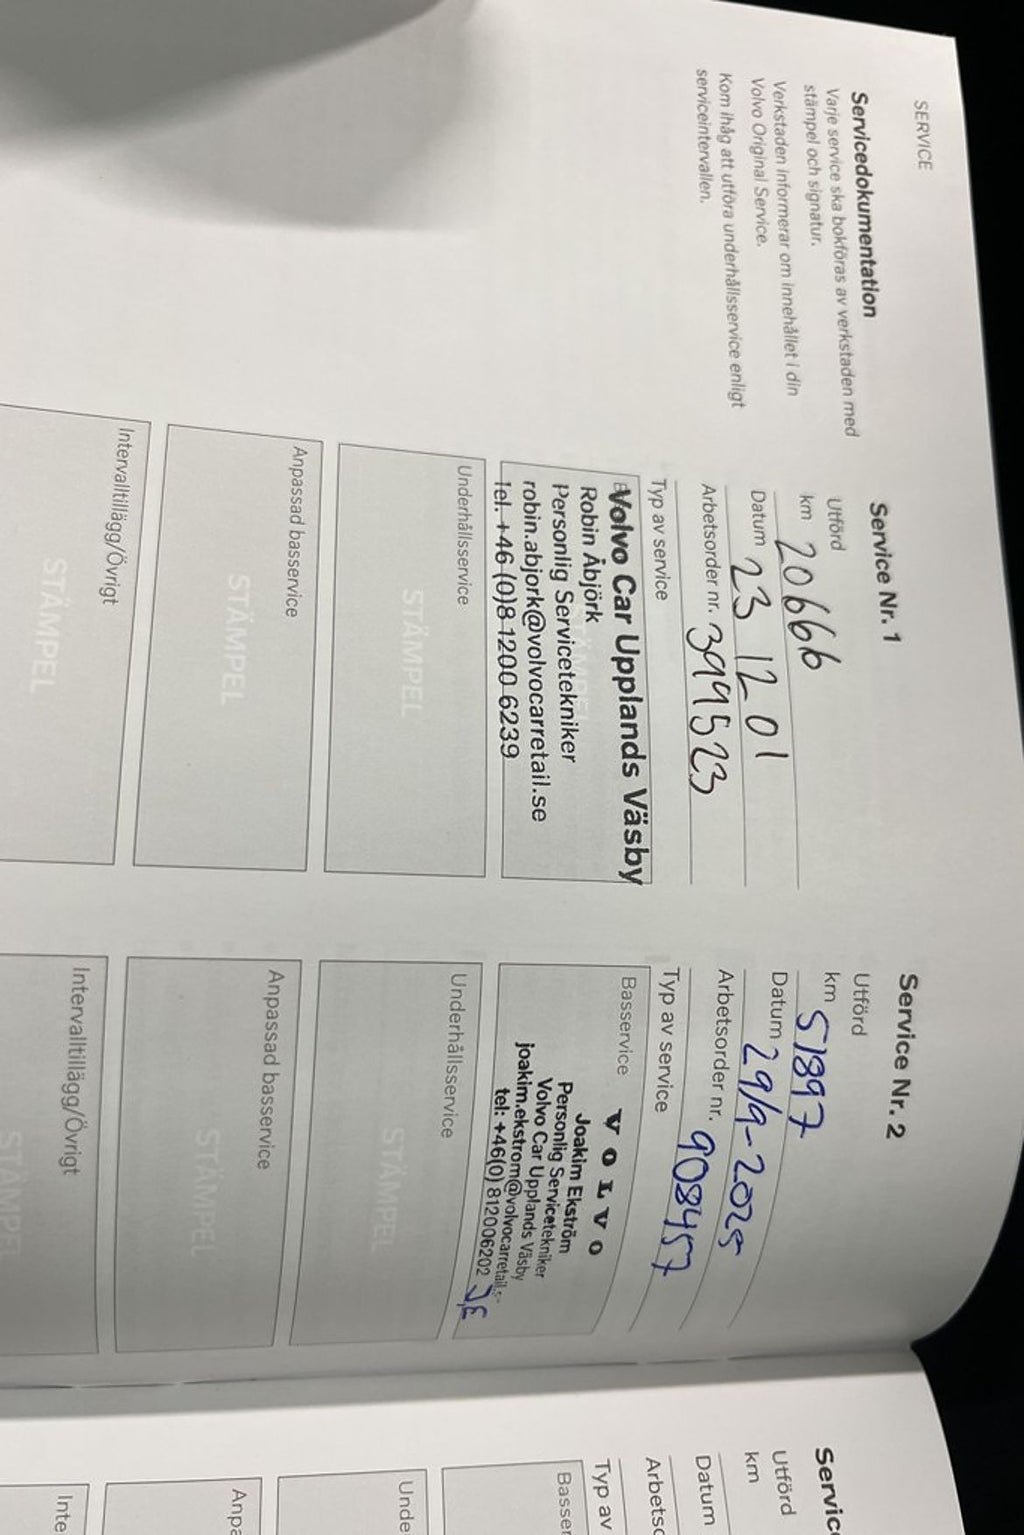 SERVICE
Servicedokumentation
Varje service ska bokföras av verkstaden med
stämpel och signatur.
Verkstaden informerar om innehållet i din
Volvo Original Service.
Kom ihåg att utföra underhållsservice enligt
serviceintervallen.
Service Nr. 1
Utförd
km 20666
Datum 23 12 01
Arbetsorder nr. 399523
Typ av service
Volvo Car Upplands Väsby
Robin Åbjörk
Personlig Servicetekniker
robin.abjork@volvocarretail.se
Tel. +46 (0)8 1200 6239
Underhållsservice
STÄMPEL
Anpassad basservice
STÄMPEL
Intervalltillägg/Övrigt
STÄMPEL
Service Nr. 2
Utförd
km 51897
Datum 29/9-2025
Arbetsorder nr. 908457
Typ av service
Basservice
VOLVO
Joakim Ekström
Personlig Servicetekniker
Volvo Car Upplands Väsby
joakim.ekstrom@volvocarretail.s
tel: +46(0) 812006202 J.E
Underhållsservice
STÄMPEL
Anpassad basservice
STÄMPEL
Intervalltillägg/Övrigt
STÄMPEL
Service
Utförd
km
Datum
Arbetso
Typ av
Basser
Unde
Anpa
Inte